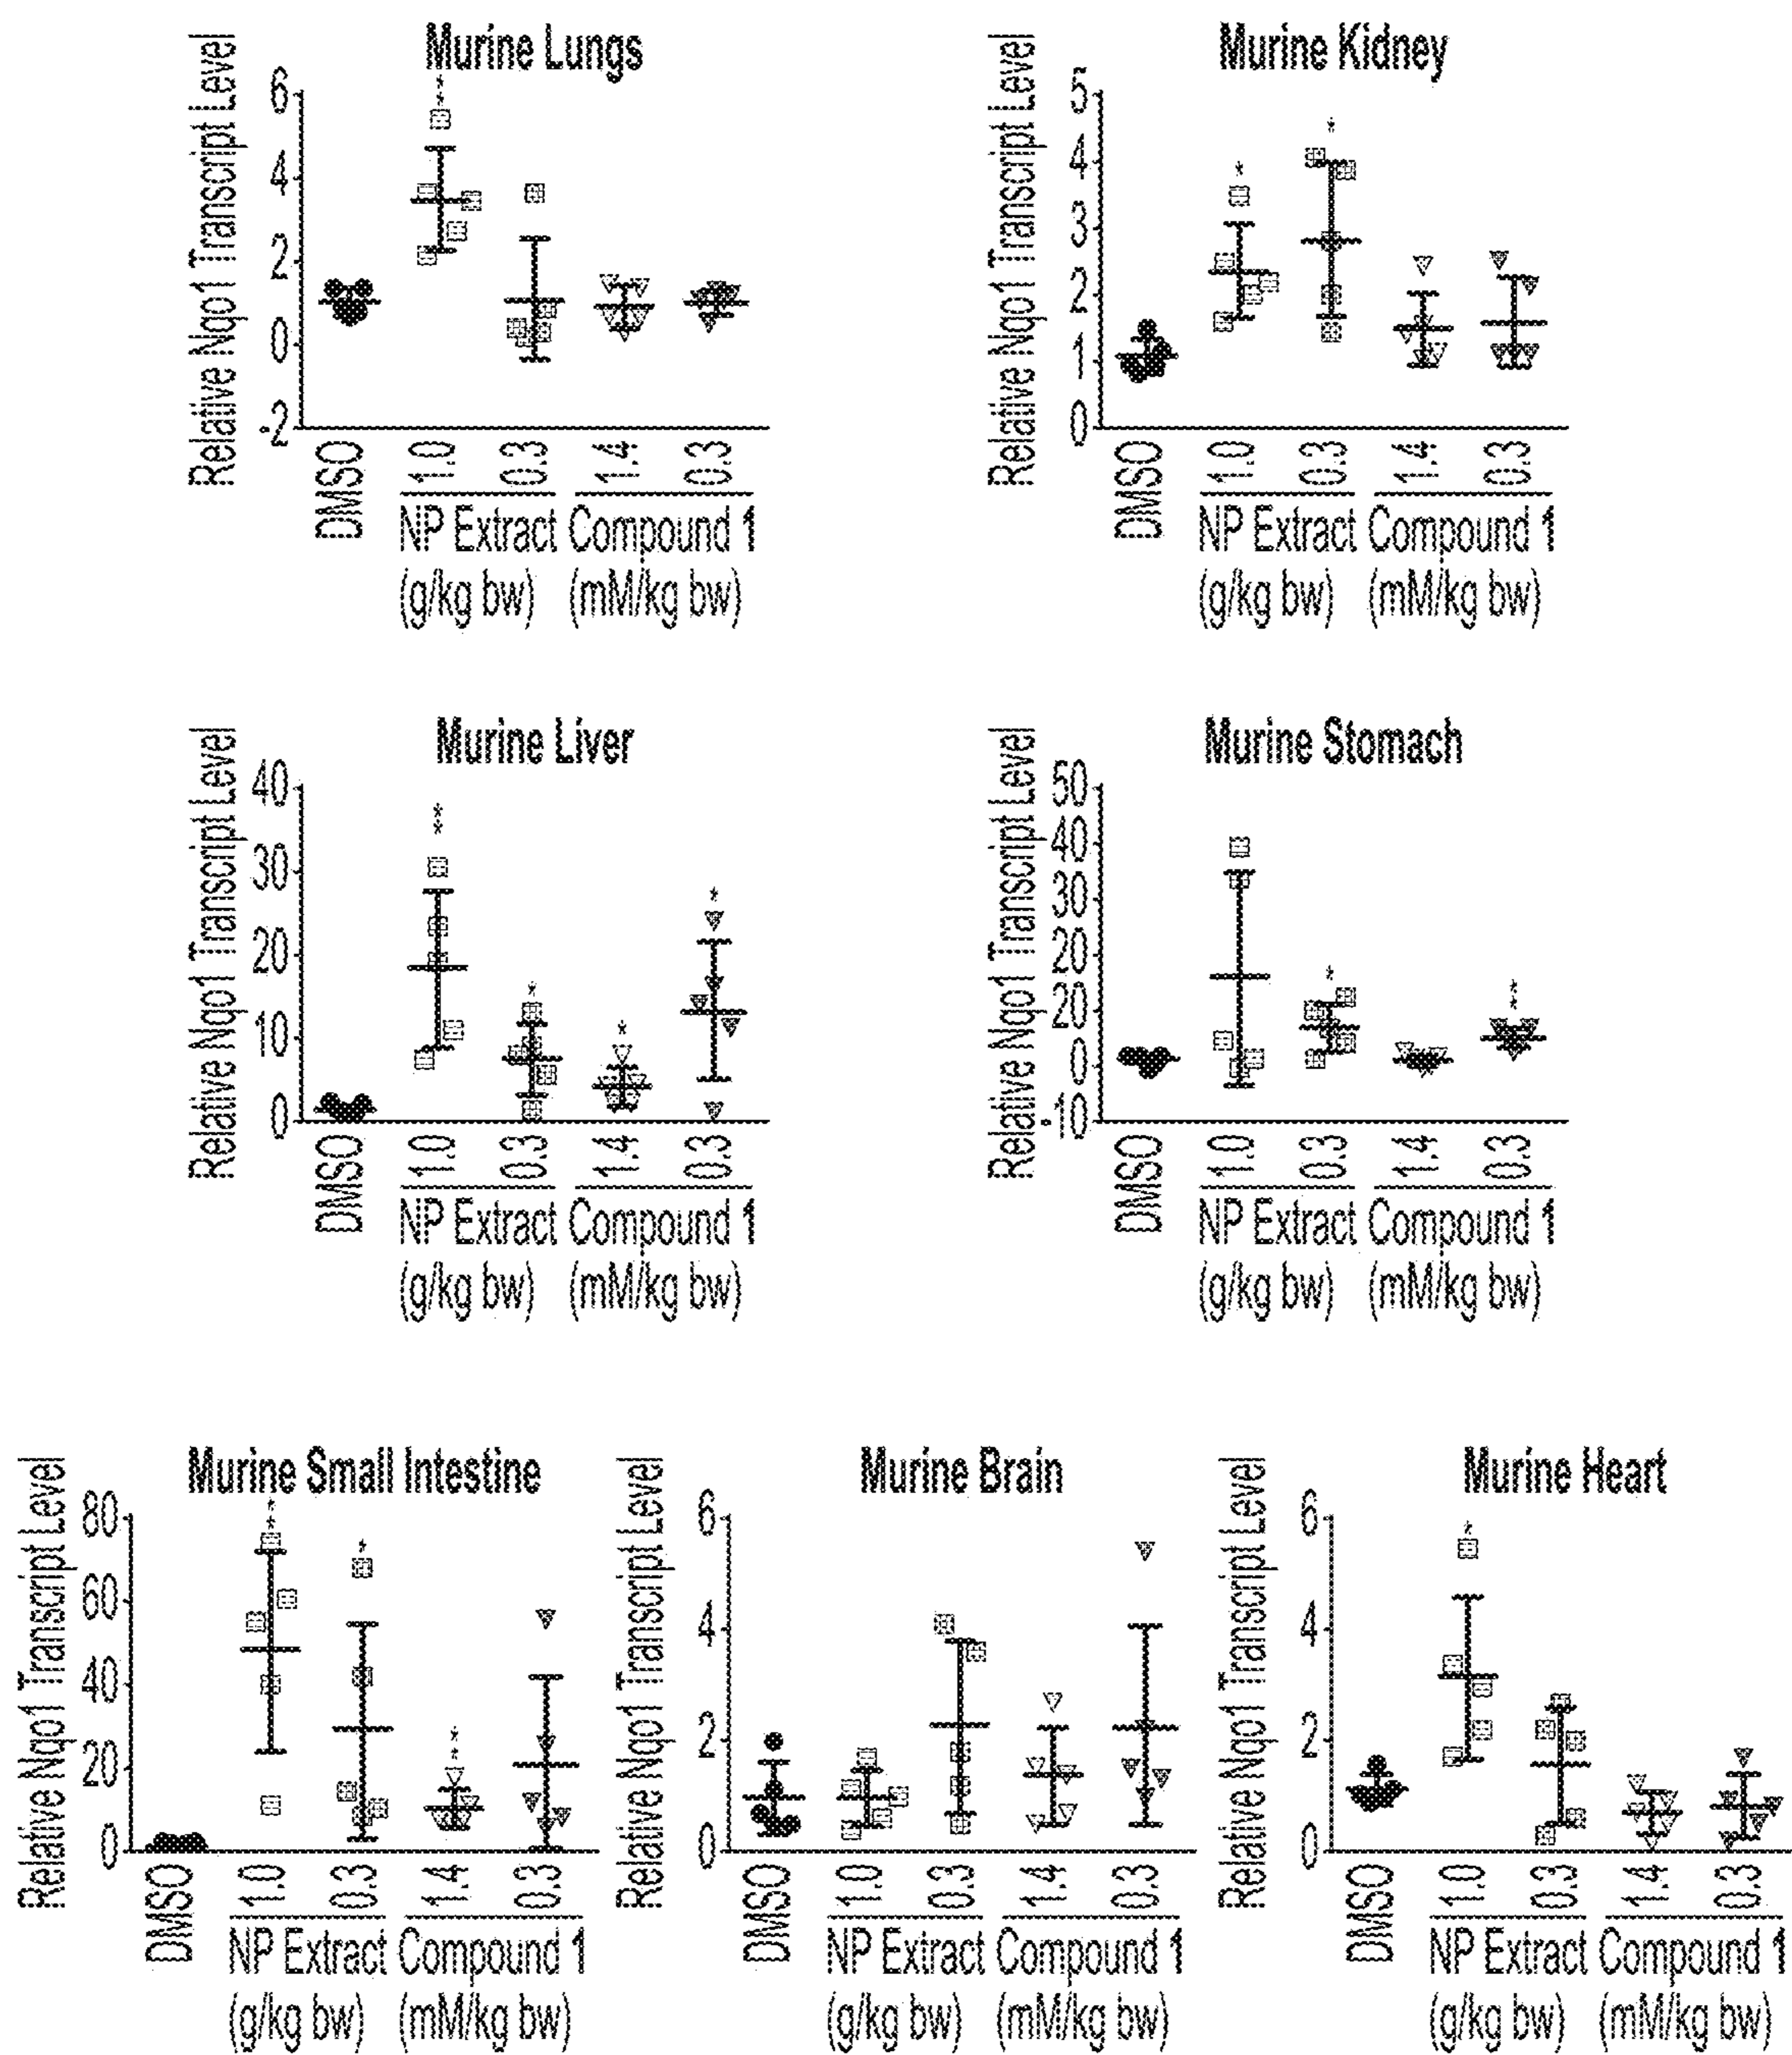 Murine Lungs
Relative Nqo1 Transcript Level
6
4
2
0
-2
DMSO
1.0
0.3
1.4
0.3
NP Extract
(g/kg bw)
Compound 1
(mM/kg bw)
Murine Kidney
Relative Nqo1 Transcript Level
5
4
3
2
1
0
DMSO
1.0
0.3
1.4
0.3
NP Extract
(g/kg bw)
Compound 1
(mM/kg bw)
Murine Liver
Relative Nqo1 Transcript Level
40
30
20
10
0
DMSO
1.0
0.3
1.4
0.3
NP Extract
(g/kg bw)
Compound 1
(mM/kg bw)
Murine Stomach
Relative Nqo1 Transcript Level
50
40
30
20
20
0
-10
DMSO
1.0
0.3
1.4
0.3
NP Extract
(g/kg bw)
Compound 1
(mM/kg bw)
Murine Small Intestine
Relative Nqo1 Transcript Level
80
60
40
20
0
DMSO
1.0
0.3
1.4
0.3
NP Extract
(g/kg bw)
Compound 1
(mM/kg bw)
Murine Brain
Relative Nqo1 Transcript Level
6
4
2
0
DMSO
1.0
0.3
1.4
0.3
NP Extract
(g/kg bw)
Compound 1
(mM/kg bw)
Murine Heart
Relative Nqo1 Transcript Level
6
4
2
0
DMSO
1.0
0.3
1.4
0.3
NP Extract
(g/kg bw)
Compound 1
(mM/kg bw)